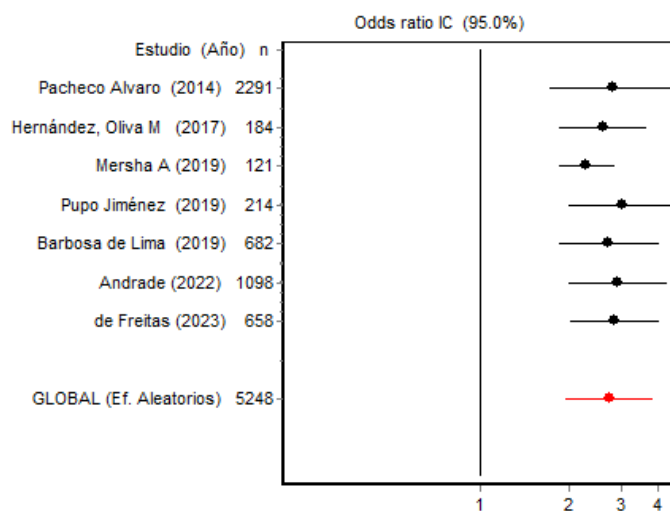 Odds ratio IC (95.0%)
Estudio (Año) n
Pacheco Alvaro (2014) 2291
Hernández, Oliva M (2017) 184
Mersha A (2019) 121
Pupo Jiménez (2019) 214
Barbosa de Lima (2019) 682
Andrade (2022) 1098
de Freitas (2023) 658
GLOBAL (Ef. Aleatorios) 5248
1 2 3 4